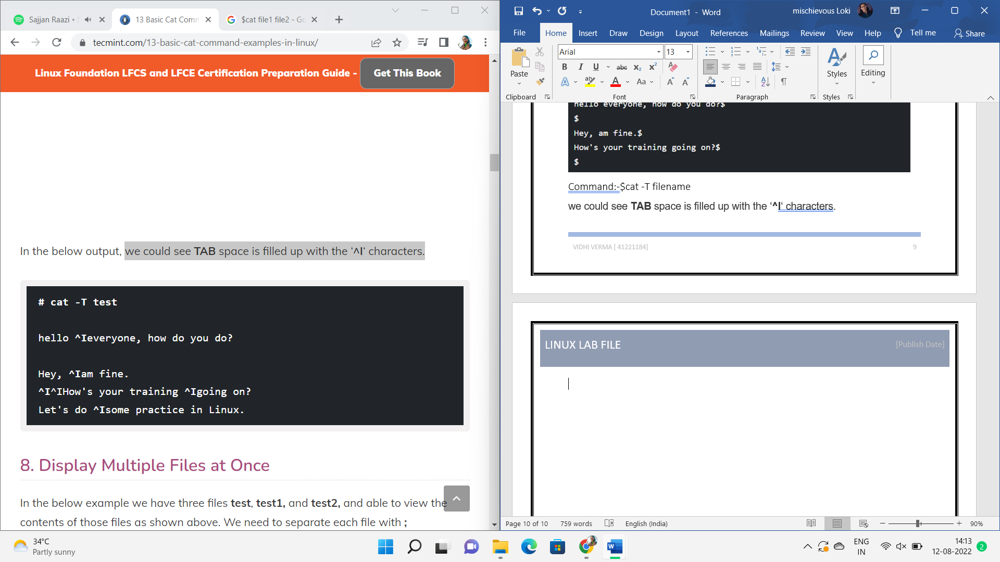 Sajjan Raazi •
13 Basic Cat Comm
$cat file1 file2 - Go
tecmint.com/13-basic-cat-command-examples-in-linux/
Linux Foundation LFCS and LFCE Certification Preparation Guide -
Get This Book
In the below output, we could see TAB space is filled up with the ‘^I‘ characters.
# cat -T test
hello ^Ieveryone, how do you do?
Hey, ^Iam fine.
^I^IHow's your training ^Igoing on?
Let's do ^Isome practice in Linux.
8. Display Multiple Files at Once
In the below example we have three files test, test1, and test2, and able to view the
contents of those files as shown above. We need to separate each file with ;
Document1 - Word
mischievous Loki
File Home Insert Draw Design Layout References Mailings Review View Help Tell me Share
Arial 13
Paste
B I U abc X2 X2
A ab A Aa A A
Styles
Editing
Clipboard Font Paragraph Styles
hello everyone, how do you do?$
$
Hey, am fine.$
How's your training going on?$
$
Command:-$cat -T filename
we could see TAB space is filled up with the ‘^I‘ characters.
VIDHI VERMA [ 41221184] 9
LINUX LAB FILE [Publish Date]
Page 10 of 10 759 words English (India) 90%
34°C
Partly sunny
ENG
IN
14:13
12-08-2022
2